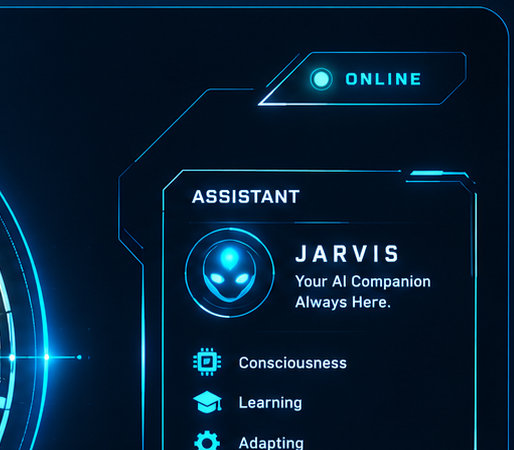 ONLINE
ASSISTANT
JARVIS
Your AI Companion
Always Here.
Consciousness
Learning
Adapting